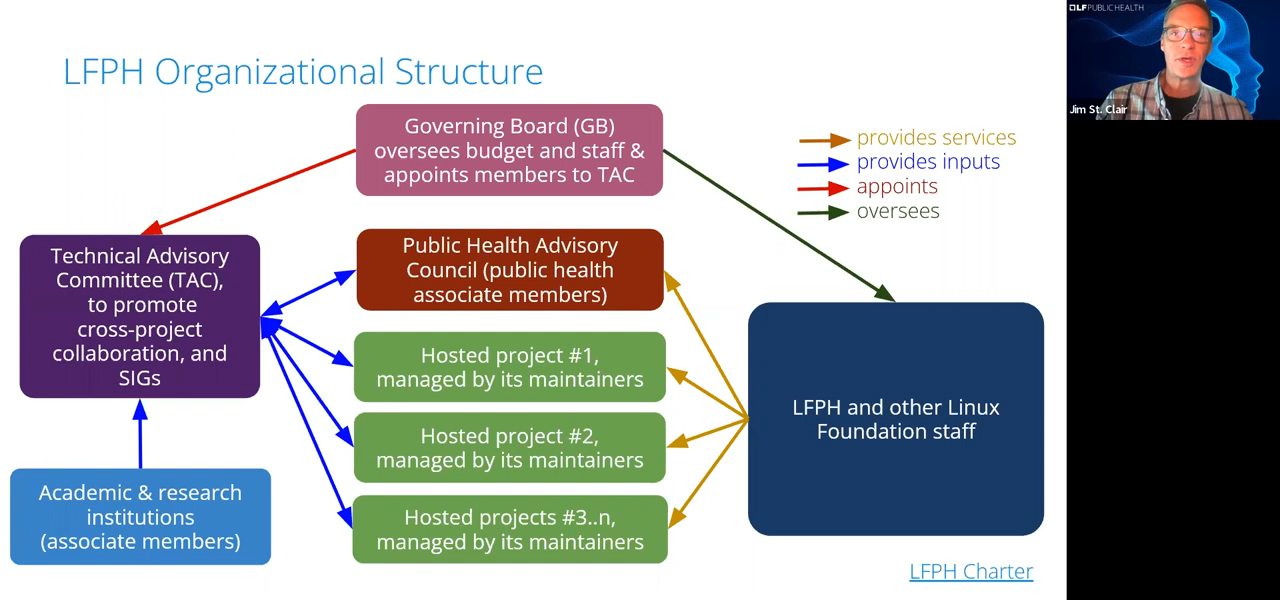 LFPH Organizational Structure
Governing Board (GB)
oversees budget and staff &
appoints members to TAC
provides services
provides inputs
appoints
oversees
Technical Advisory
Committee (TAC),
to promote
cross-project
collaboration, and
SIGs
Public Health Advisory
Council (public health
associate members)
Hosted project #1,
managed by its maintainers
Hosted project #2,
managed by its maintainers
Hosted projects #3..n,
managed by its maintainers
LFPH and other Linux
Foundation staff
Academic & research
institutions
(associate members)
LFPH Charter
LF PUBLIC HEALTH
Jim St. Clair